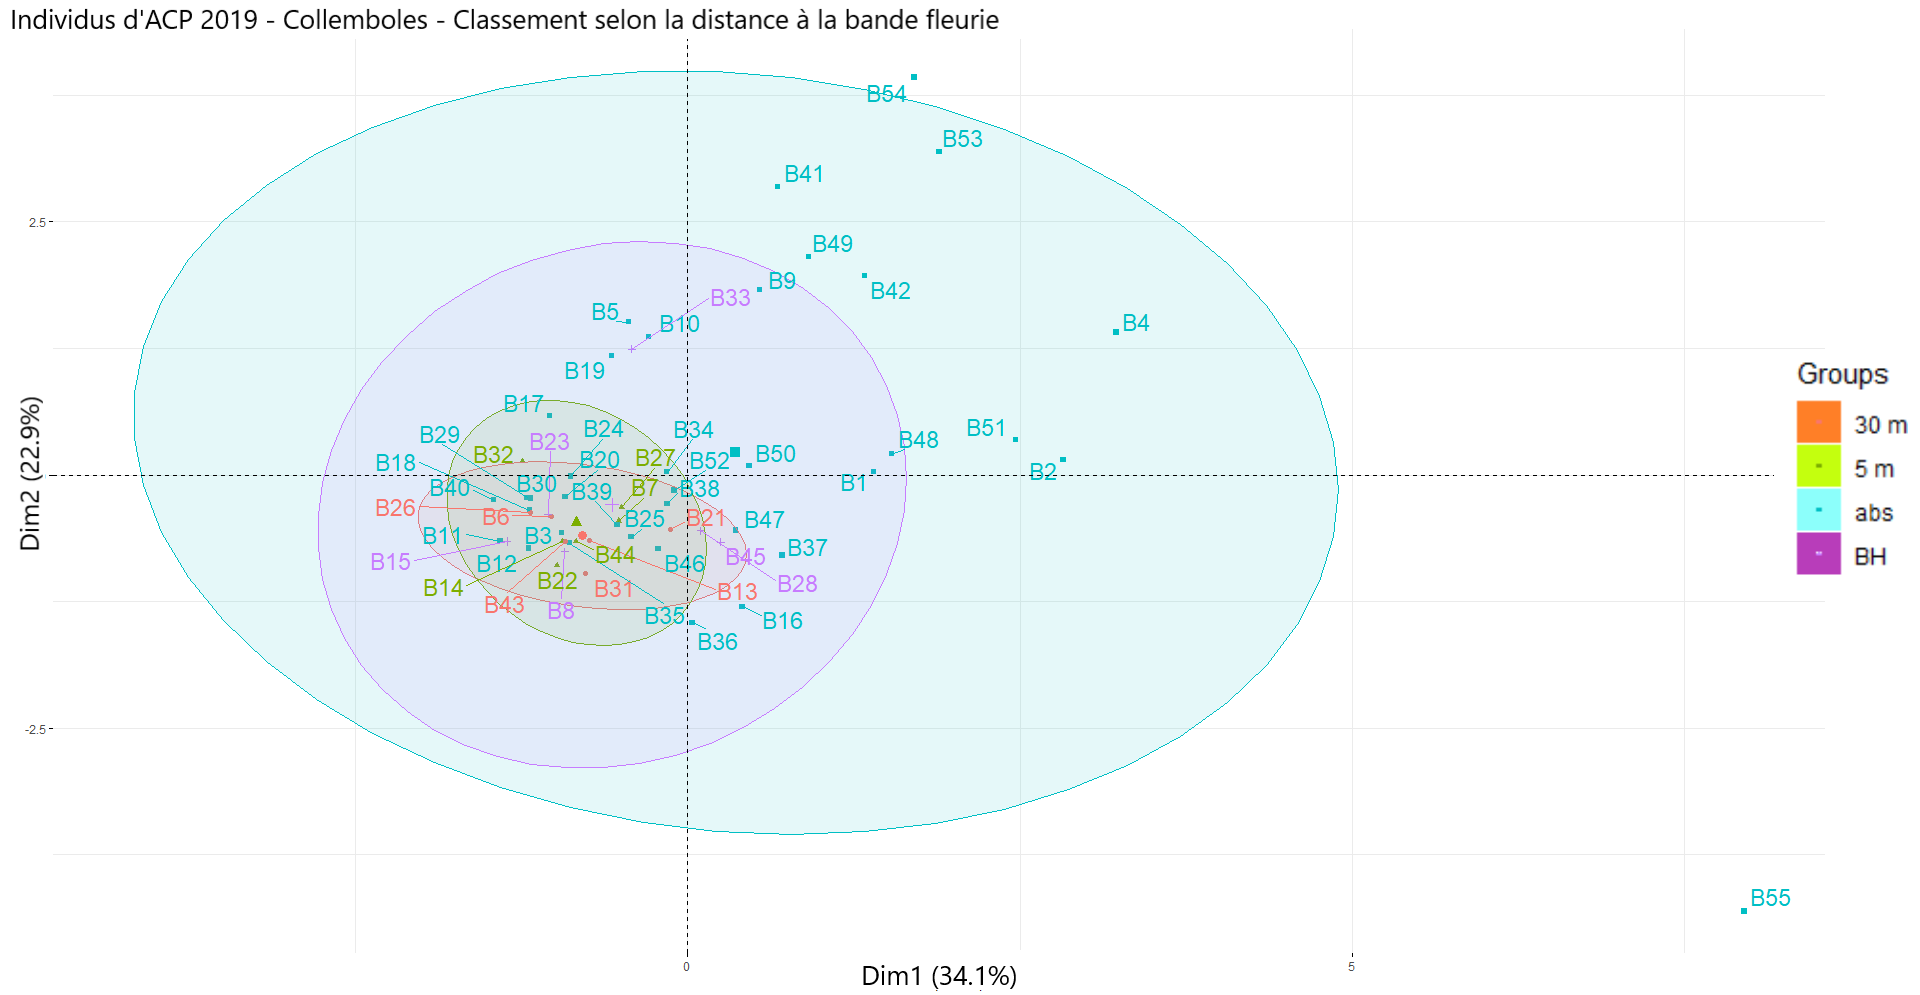 Individus d'ACP 2019 - Collemboles - Classement selon la distance à la bande fleurie
B54
B53
B41
2.5
B49
B9
B42
B33
B5
B10
B4
B19
B17
B29
B24
B34
B51
B48
B23
B32
B18
B20
B27
B52
B50
B2
B1
B40
B30
B39
B7
B38
B26
B6
B25
B21
B47
B11
B3
B15
B12
B44
B46
B45
B37
B14
B22
B31
B13
B28
B43
B8
B35
B16
B36
-2.5
B55
0
5
Dim1 (34.1%)
Dim2 (22.9%)
Groups
30 m
5 m
abs
BH